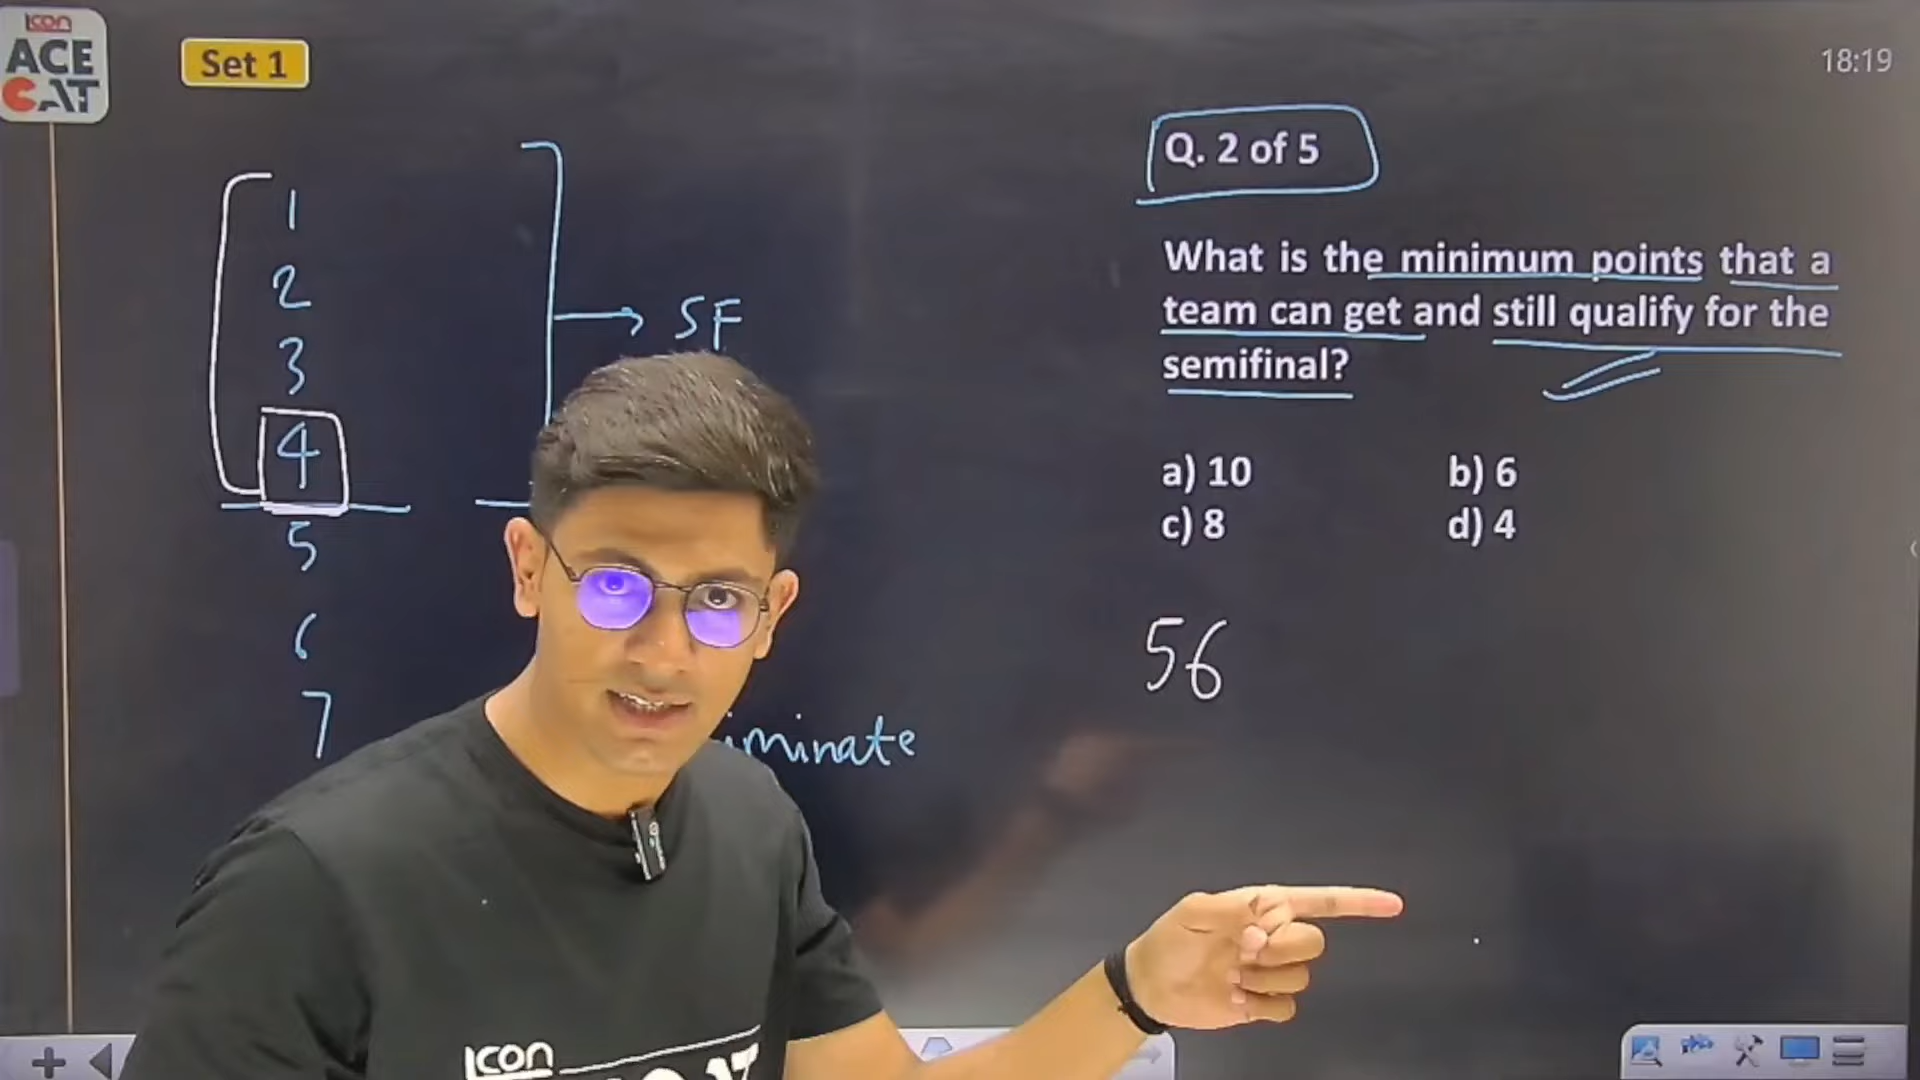 Icon
ACE
CAT
Set 1
18:19
Q. 2 of 5
What is the minimum points that a
team can get and still qualify for the
semifinal?
a) 10 b) 6
c) 8 d) 4
1
2
3
4
5
6
7
SF
56
Icon